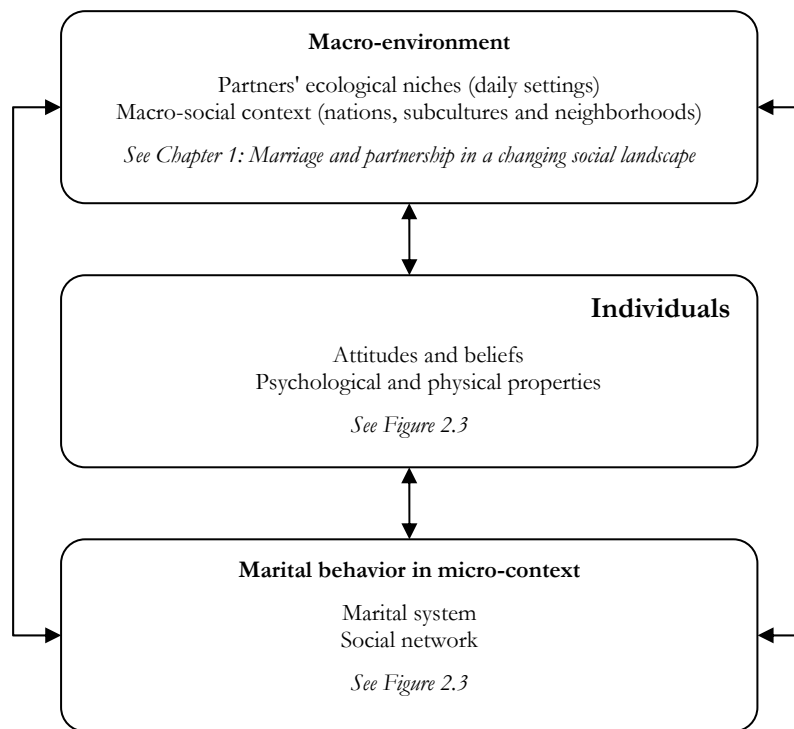 Macro-environment
Partners' ecological niches (daily settings)
Macro-social context (nations, subcultures and neighborhoods)
See Chapter 1: Marriage and partnership in a changing social landscape
Individuals
Attitudes and beliefs
Psychological and physical properties
See Figure 2.3
Marital behavior in micro-context
Marital system
Social network
See Figure 2.3